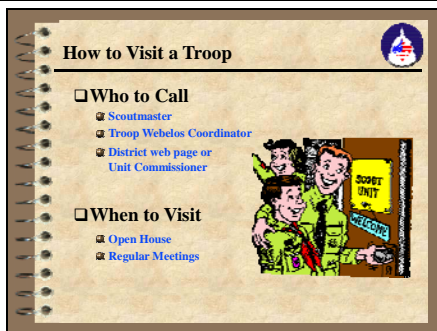 How to Visit a Troop
❑Who to Call
Scoutmaster
Troop Webelos Coordinator
District web page or
Unit Commissioner
SCOUT
UNIT
WELCOME
❑When to Visit
Open House
Regular Meetings